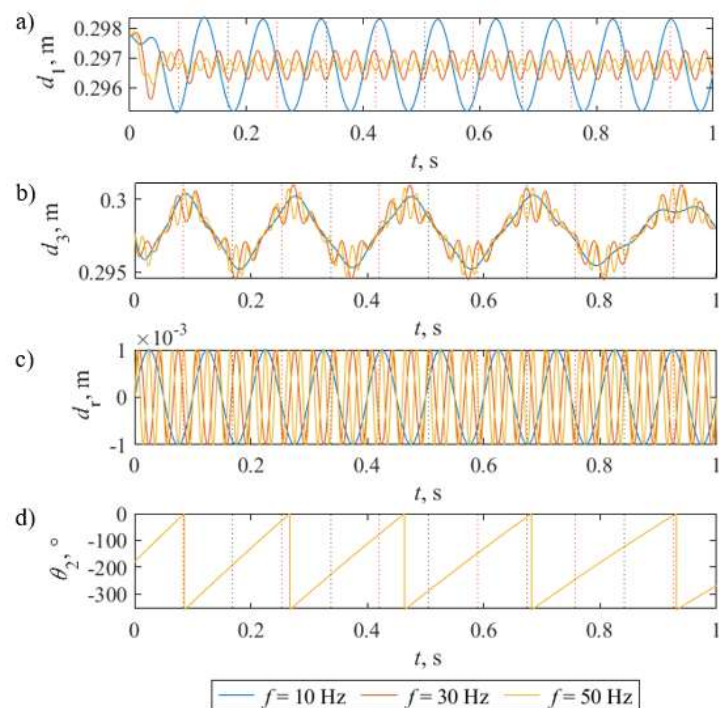 a)
0.298
0.297
0.296
d₁, m
0 0.2 0.4 0.6 0.8 1
t, s
b)
0.3
0.295
d₃, m
0 0.2 0.4 0.6 0.8 1
t, s
×10⁻³
c)
1
0
-1
dᵣ, m
0 0.2 0.4 0.6 0.8 1
t, s
d)
0
-100
-200
-300
θ₂, °
0 0.2 0.4 0.6 0.8 1
t, s
f = 10 Hz f = 30 Hz f = 50 Hz